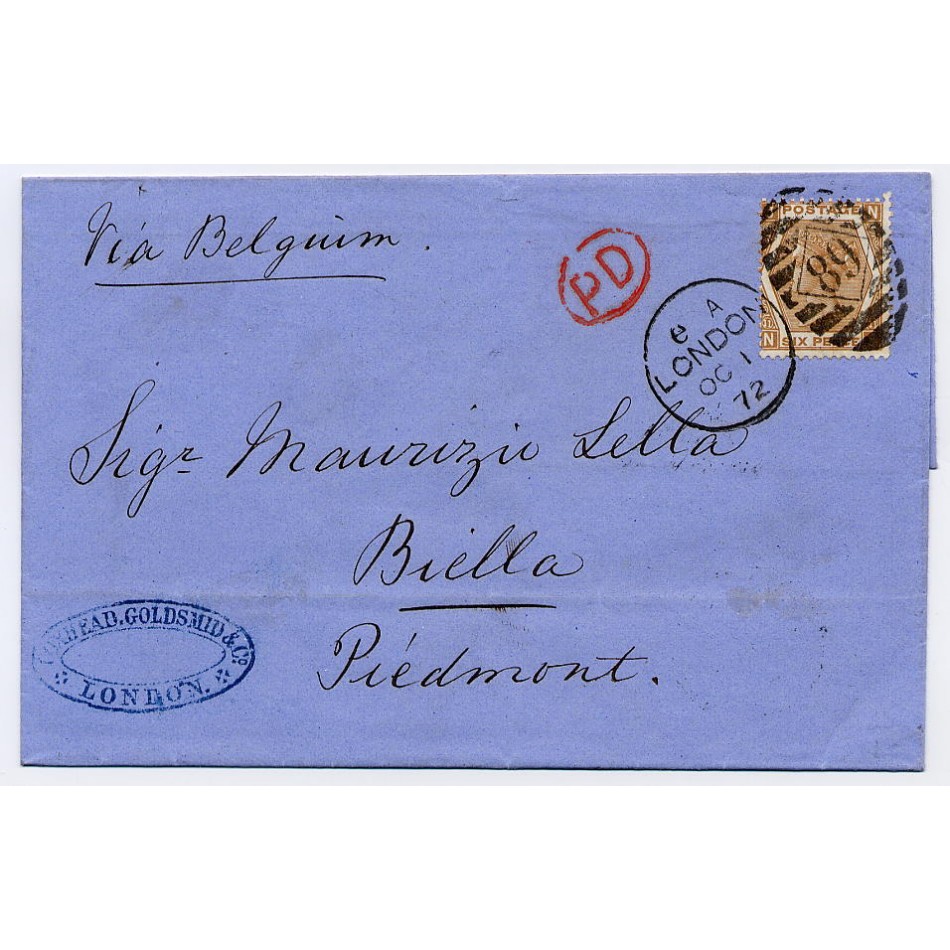 Via Belgium.
PD
POSTAGE N
89
N SIX PENCE
e A
LONDON
OC 1
72
Sigr Maurizio Sella
Biella
Piédmont.
GOLDSMID & Co.
LONDON.